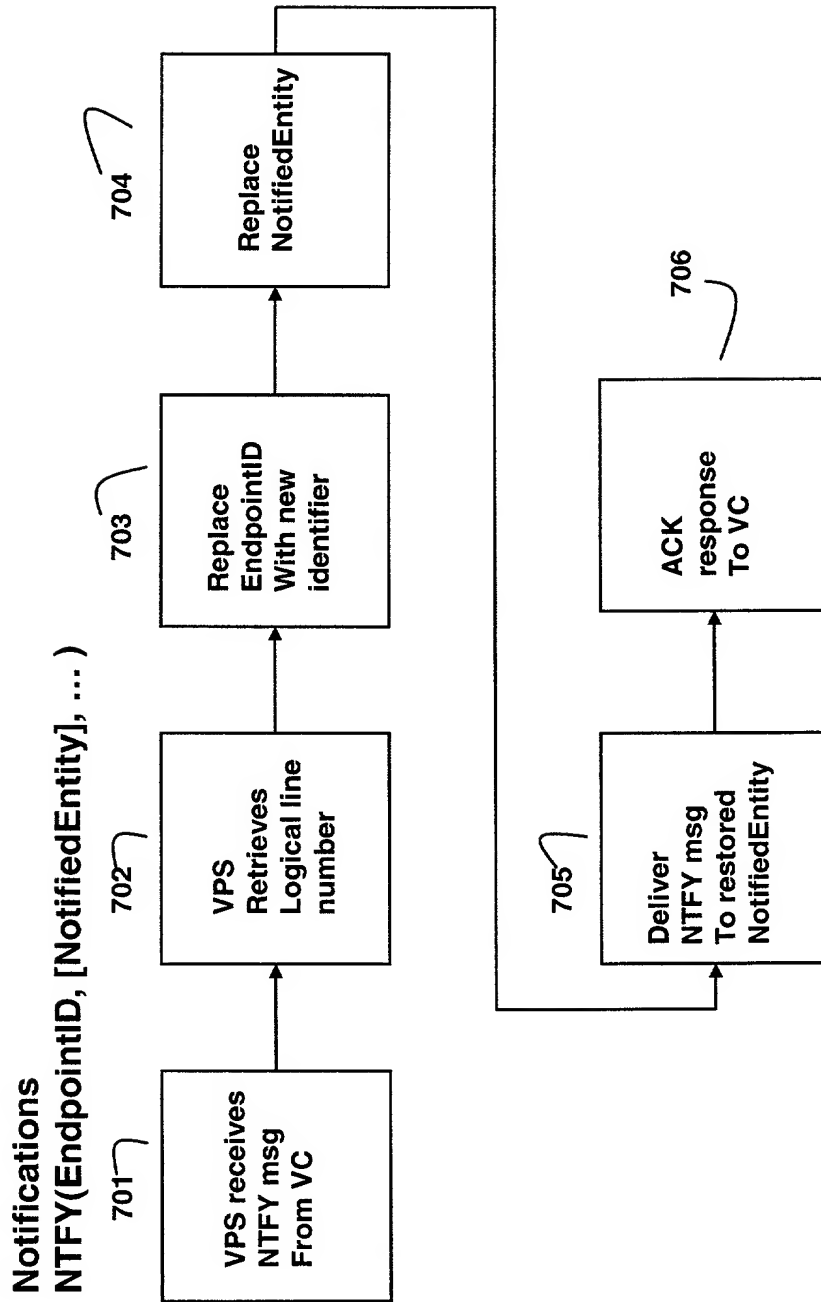 Notifications
NTFY(EndpointID, [NotifiedEntity], ... )
701
VPS receives
NTFY msg
From VC
702
VPS
Retrieves
Logical line
number
703
Replace
EndpointID
With new
identifier
704
Replace
NotifiedEntity
705
Deliver
NTFY msg
To restored
NotifiedEntity
706
ACK
response
To VC